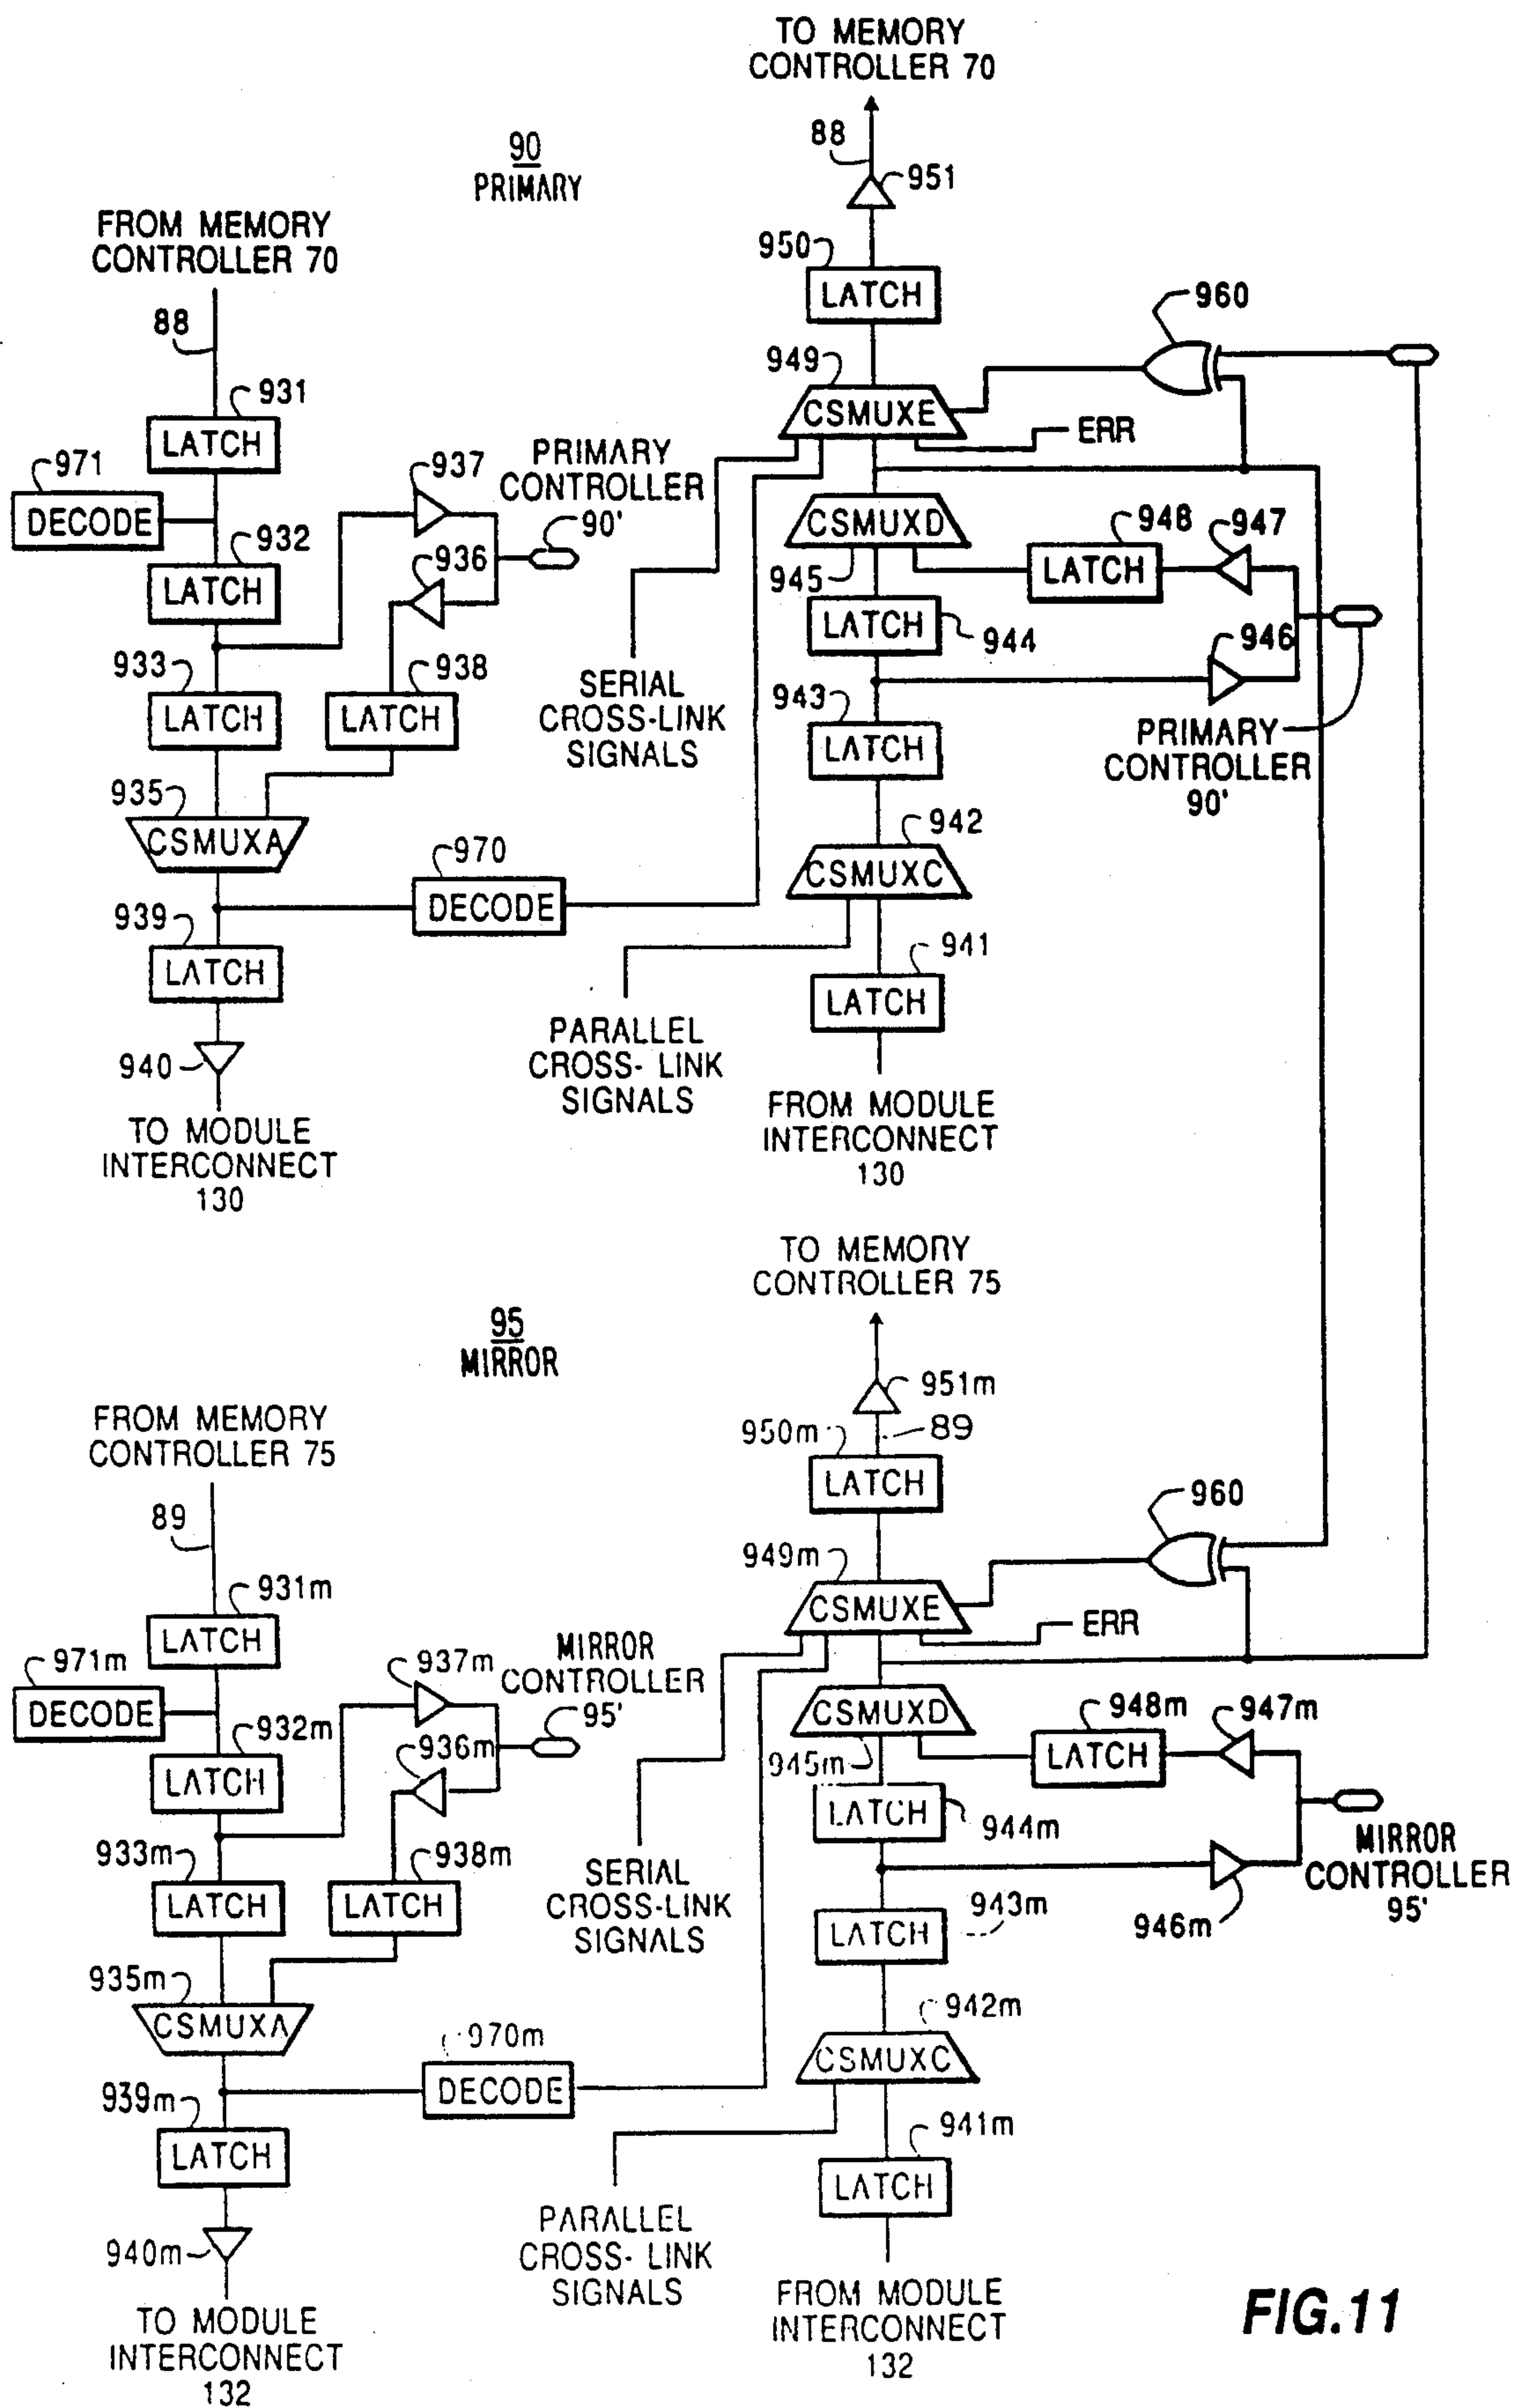 TO MEMORY
CONTROLLER 70
88
951
90
PRIMARY
FROM MEMORY
CONTROLLER 70
950
LATCH
960
88
949
CSMUXE
931
LATCH
ERR
971
DECODE
937
PRIMARY
CONTROLLER
90'
CSMUXD
948
947
932
LATCH
936
945
LATCH
LATCH
944
946
933
LATCH
938
LATCH
SERIAL
CROSS-LINK
SIGNALS
943
LATCH
PRIMARY
CONTROLLER
90'
935
CSMUXA
942
CSMUXC
970
DECODE
939
LATCH
941
LATCH
940
PARALLEL
CROSS- LINK
SIGNALS
FROM MODULE
INTERCONNECT
130
TO MODULE
INTERCONNECT
130
TO MEMORY
CONTROLLER 75
95
MIRROR
951m
FROM MEMORY
CONTROLLER 75
950m
89
LATCH
960
89
949m
CSMUXE
931m
LATCH
ERR
971m
DECODE
937m
MIRROR
CONTROLLER
95'
CSMUXD
948m
947m
932m
LATCH
936m
945m
LATCH
LATCH
944m
933m
LATCH
938m
LATCH
SERIAL
CROSS-LINK
SIGNALS
MIRROR
CONTROLLER
95'
943m
LATCH
946m
935m
CSMUXA
942m
CSMUXC
970m
DECODE
939m
LATCH
941m
LATCH
940m
PARALLEL
CROSS- LINK
SIGNALS
FROM MODULE
INTERCONNECT
132
TO MODULE
INTERCONNECT
132
FIG.11